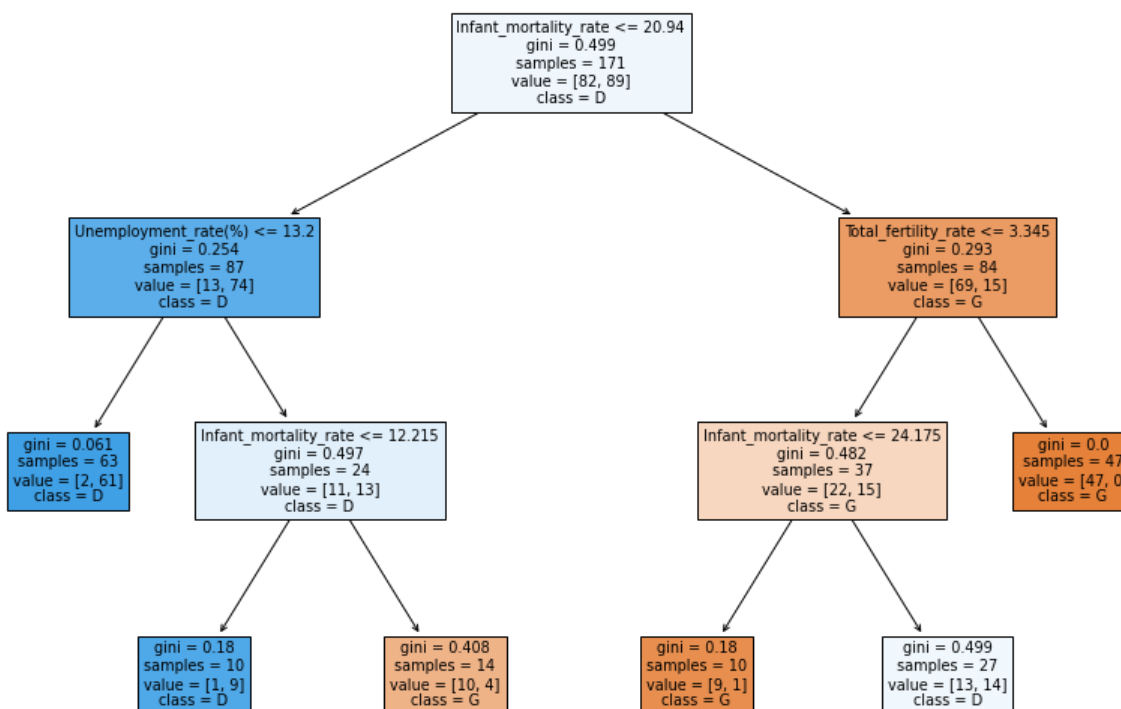 Infant_mortality_rate <= 20.94
gini = 0.499
samples = 171
value = [82, 89]
class = D
Unemployment_rate(%) <= 13.2
gini = 0.254
samples = 87
value = [13, 74]
class = D
Total_fertility_rate <= 3.345
gini = 0.293
samples = 84
value = [69, 15]
class = G
gini = 0.061
samples = 63
value = [2, 61]
class = D
Infant_mortality_rate <= 12.215
gini = 0.497
samples = 24
value = [11, 13]
class = D
Infant_mortality_rate <= 24.175
gini = 0.482
samples = 37
value = [22, 15]
class = G
gini = 0.0
samples = 47
value = [47, 0
class = G
gini = 0.18
samples = 10
value = [1, 9]
class = D
gini = 0.408
samples = 14
value = [10, 4]
class = G
gini = 0.18
samples = 10
value = [9, 1]
class = G
gini = 0.499
samples = 27
value = [13, 14]
class = D